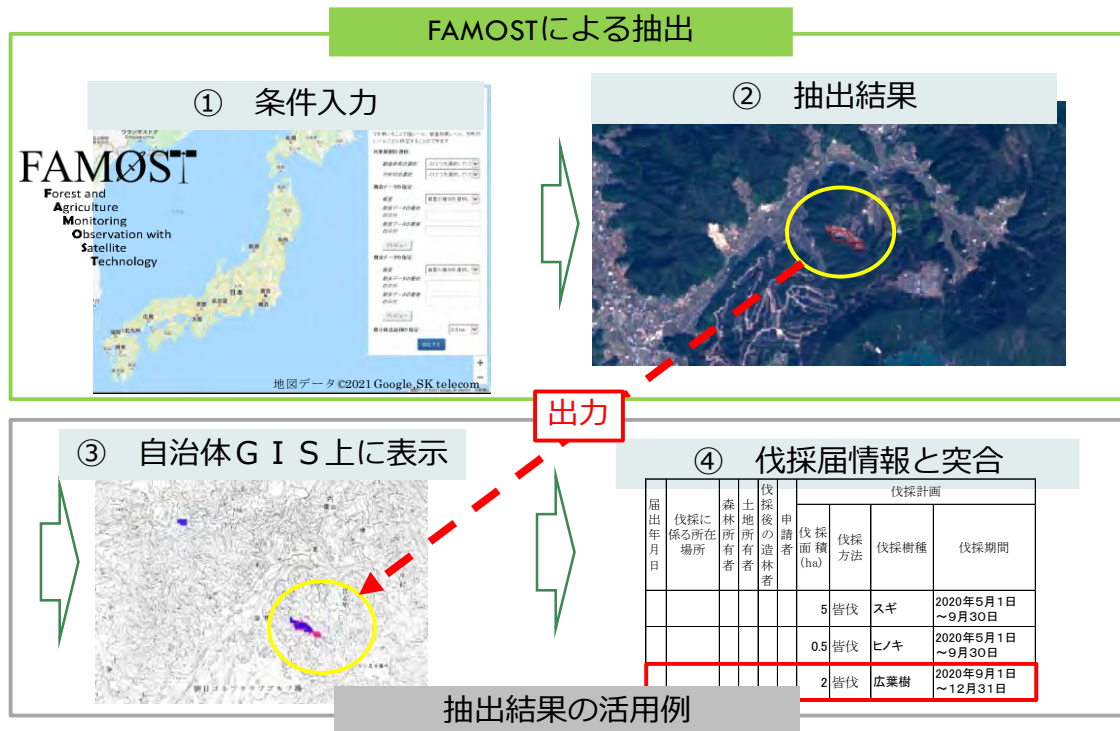 FAMOSTによる抽出
① 条件入力
FAMOST
Forest and
Agriculture
Monitoring
Observation with
Satellite
Technology
日本
地図データ©2021 Google,SK telecom
② 抽出結果
出力
③ 自治体ＧＩＳ上に表示
④ 伐採届情報と突合
届出年月日
伐採に係る所在場所
森林所有者
土地所有者
伐採後の造林者
申請者
伐採計画
伐採面積(ha)
伐採方法
伐採樹種
伐採期間
5 皆伐 スギ 2020年5月1日～9月30日
0.5 皆伐 ヒノキ 2020年5月1日～9月30日
2 皆伐 広葉樹 2020年9月1日～12月31日
抽出結果の活用例